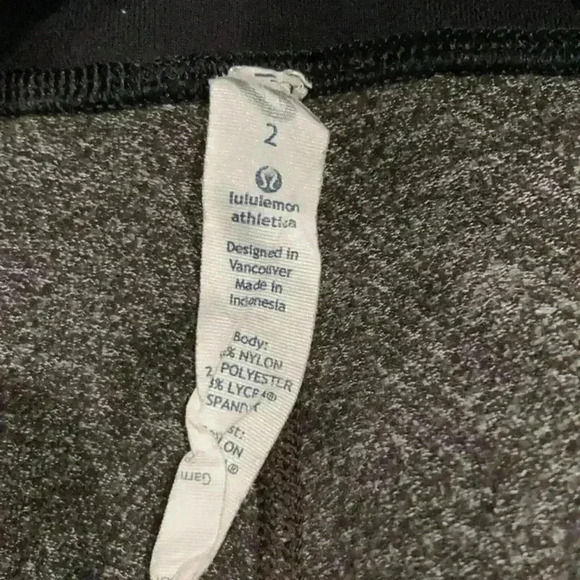 2
lululemon
athletica
Designed in
Vancouver
Made in
Indonesia
Body:
% NYLON
POLYESTER
% LYCRA®
SPANDEX